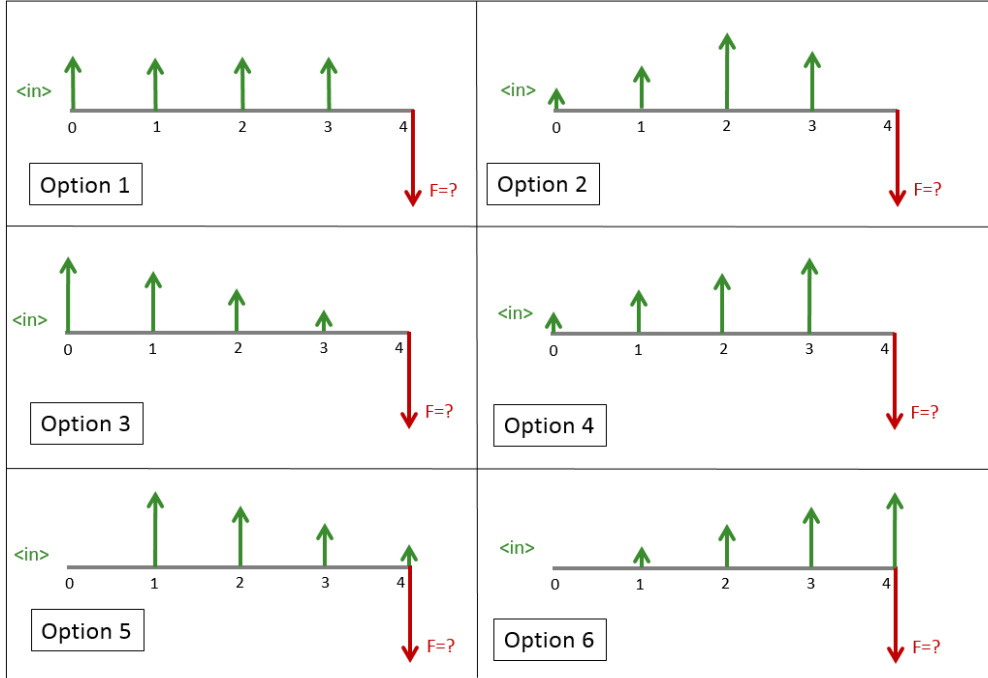 <in>
0 1 2 3 4
F=?
Option 1
<in>
0 1 2 3 4
F=?
Option 2
<in>
0 1 2 3 4
F=?
Option 3
<in>
0 1 2 3 4
F=?
Option 4
<in>
0 1 2 3 4
F=?
Option 5
<in>
0 1 2 3 4
F=?
Option 6